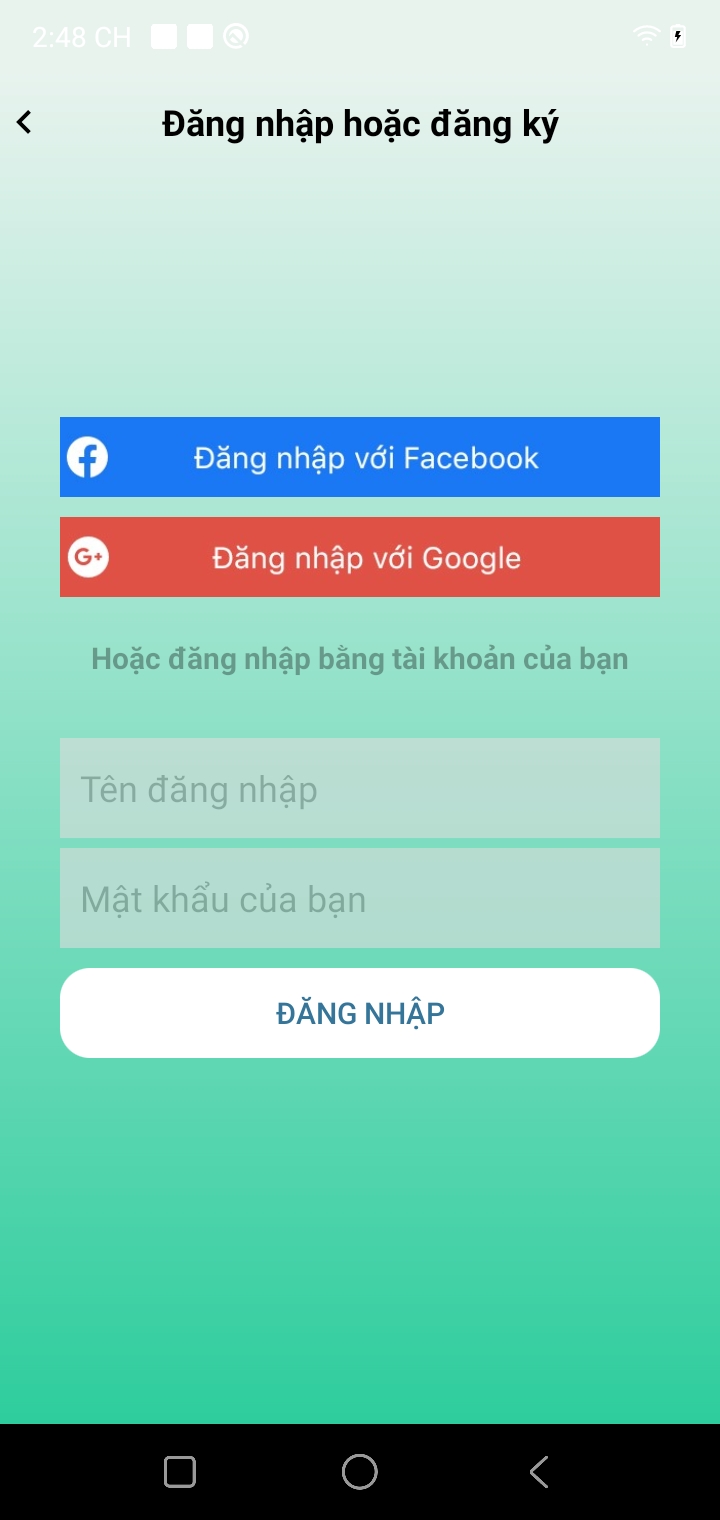 2:48 CH
Đăng nhập hoặc đăng ký
Đăng nhập với Facebook
G+
Đăng nhập với Google
Hoặc đăng nhập bằng tài khoản của bạn
Tên đăng nhập
Mật khẩu của bạn
ĐĂNG NHẬP